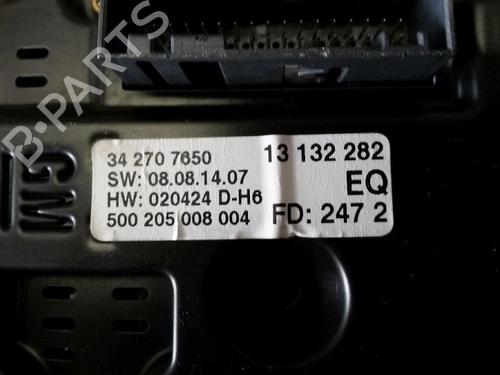 B-PARTS
34 270 7650 13 132 282
SW: 08.08.14.07 EQ
HW: 020424 D-H6
500 205 008 004 FD: 247 2
GM